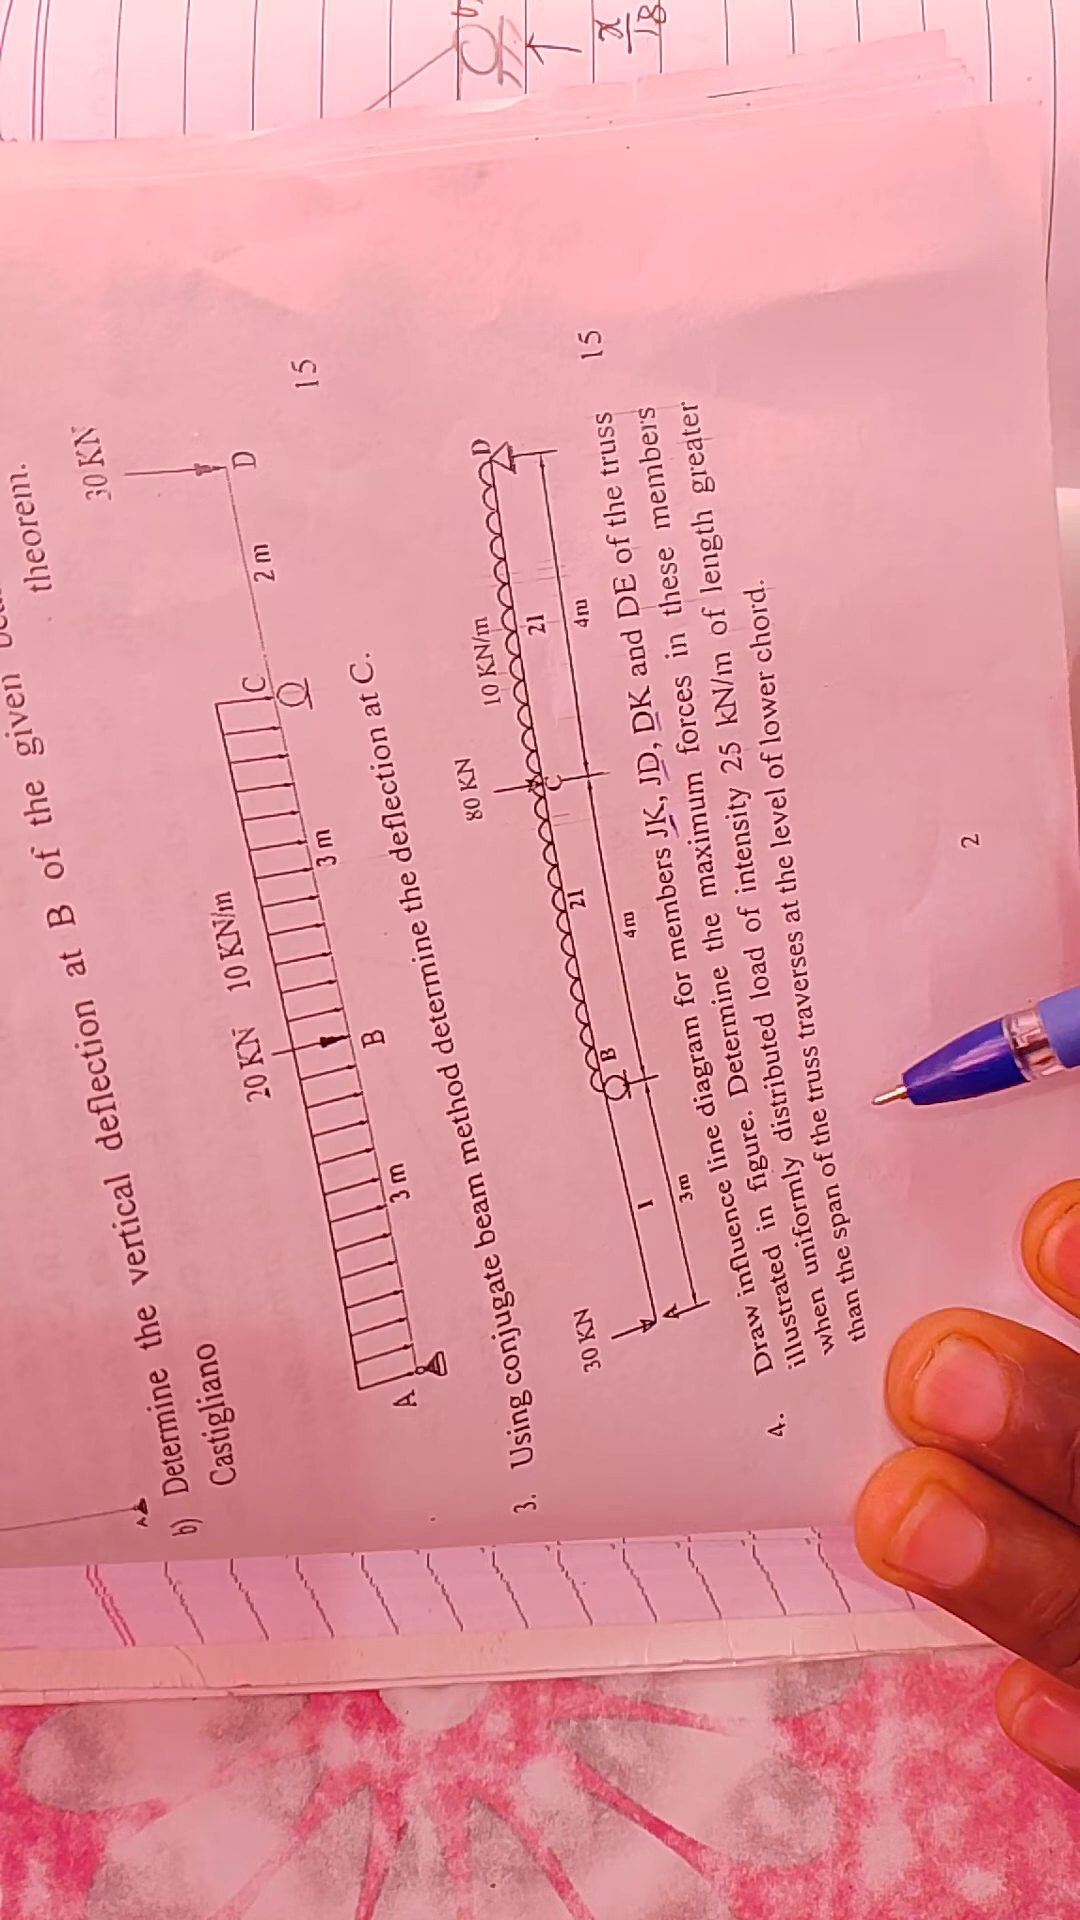 of the given
theorem.
b) Determine the vertical deflection at B
Castigliano
30 KN
20 KN 10 KN/m
A
B
C
D
3 m
3 m
2 m
15
3. Using conjugate beam method determine the deflection at C.
30 KN
80 KN
10 KN/m
A
B
C
D
I
2I
2I
3m
4m
4m
15
4. Draw influence line diagram for members JK, JD, DK and DE of the truss
illustrated in figure. Determine the maximum forces in these members
when uniformly distributed load of intensity 25 kN/m of length greater
than the span of the truss traverses at the level of lower chord.
2
x
18